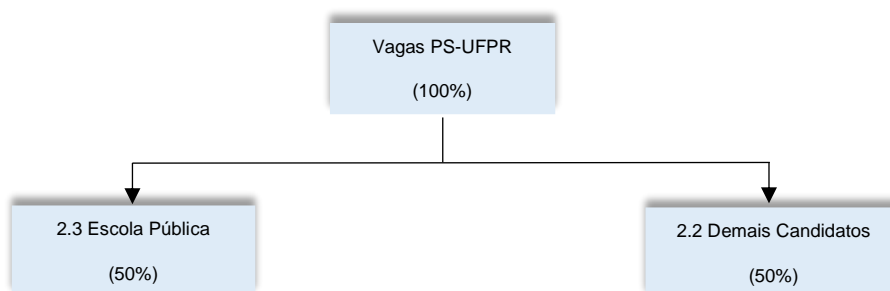 Vagas PS-UFPR
(100%)
2.3 Escola Pública
(50%)
2.2 Demais Candidatos
(50%)